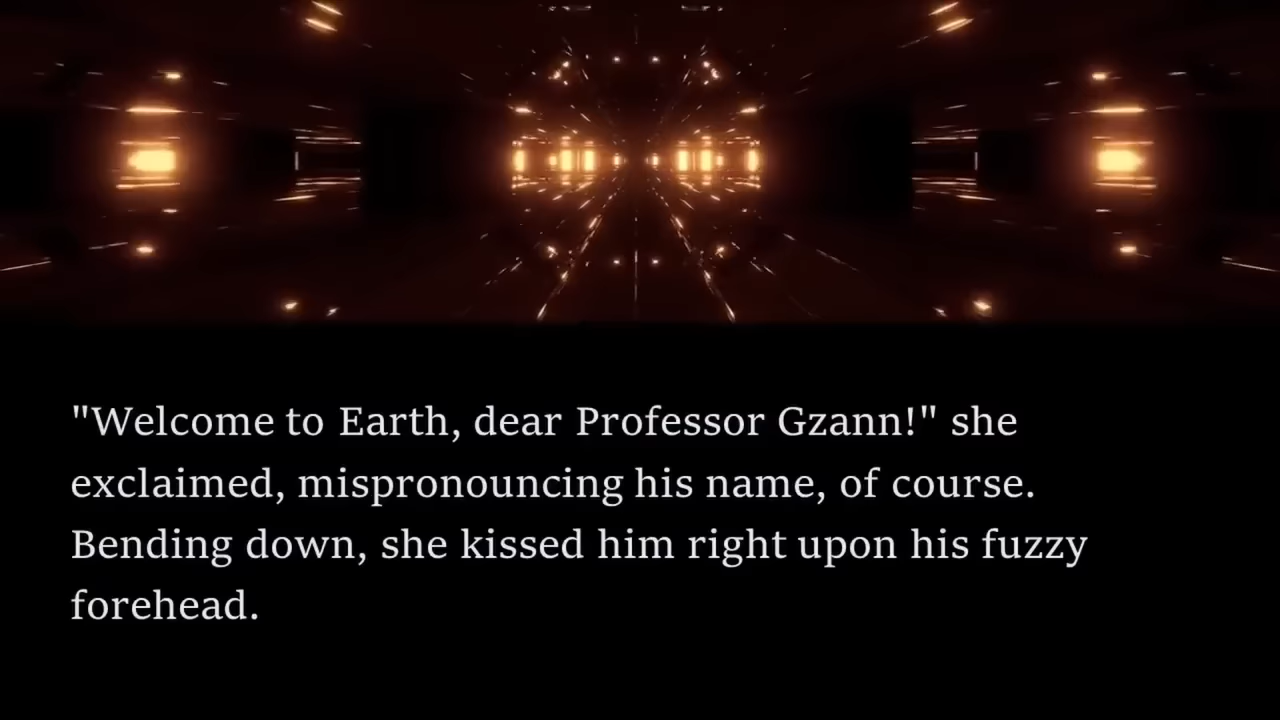 "Welcome to Earth, dear Professor Gzann!" she
exclaimed, mispronouncing his name, of course.
Bending down, she kissed him right upon his fuzzy
forehead.